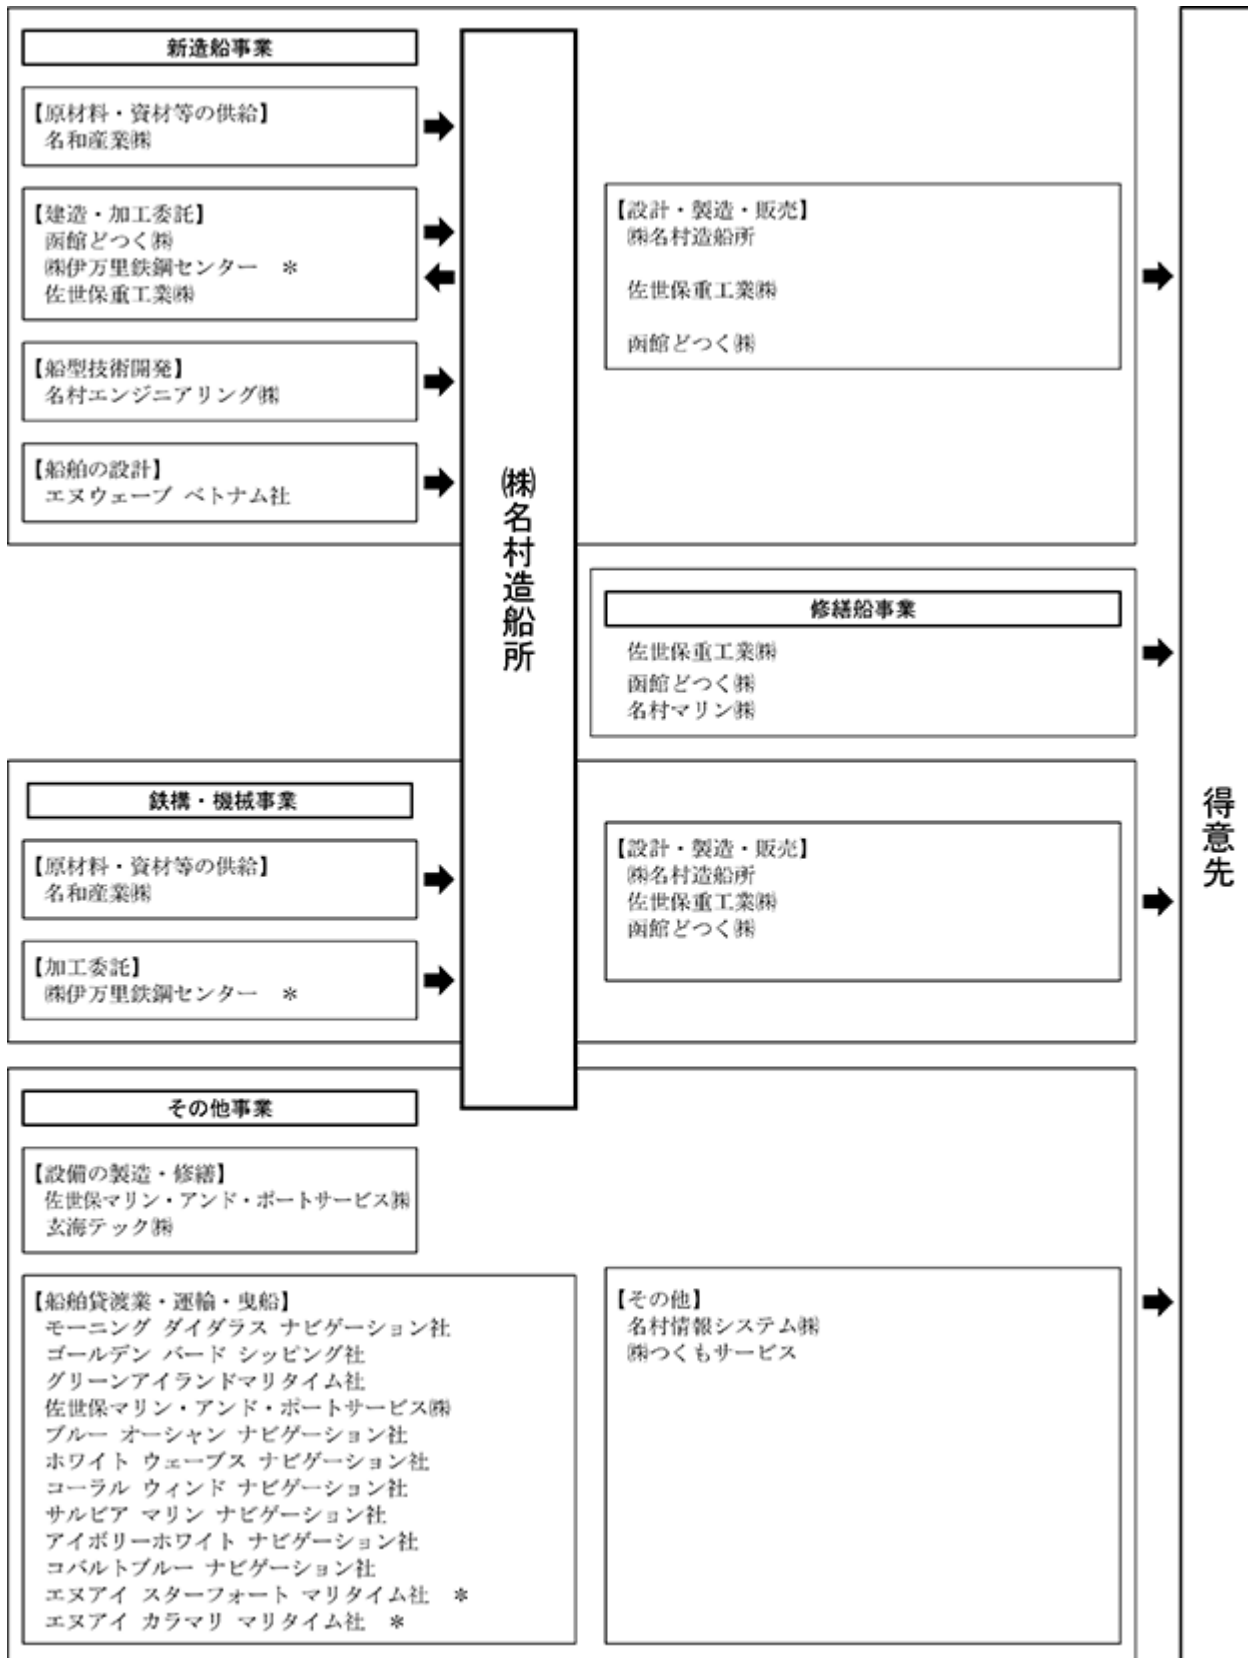 新造船事業
【原材料・資材等の供給】
名和産業㈱
【建造・加工委託】
函館どつく㈱
㈱伊万里鉄鋼センター ＊
佐世保重工業㈱
【船型技術開発】
名村エンジニアリング㈱
【船舶の設計】
エヌウェーブ ベトナム社
㈱名村造船所
【設計・製造・販売】
㈱名村造船所
佐世保重工業㈱
函館どつく㈱
修繕船事業
佐世保重工業㈱
函館どつく㈱
名村マリン㈱
鉄構・機械事業
【原材料・資材等の供給】
名和産業㈱
【加工委託】
㈱伊万里鉄鋼センター ＊
【設計・製造・販売】
㈱名村造船所
佐世保重工業㈱
函館どつく㈱
その他事業
【設備の製造・修繕】
佐世保マリン・アンド・ポートサービス㈱
玄海テック㈱
【船舶貸渡業・運輸・曳船】
モーニング ダイダラス ナビゲーション社
ゴールデン バード シッピング社
グリーンアイランドマリタイム社
佐世保マリン・アンド・ポートサービス㈱
ブルー オーシャン ナビゲーション社
ホワイト ウェーブス ナビゲーション社
コーラル ウィンド ナビゲーション社
サルビア マリン ナビゲーション社
アイボリーホワイト ナビゲーション社
コバルトブルー ナビゲーション社
エヌアイ スターフォート マリタイム社 ＊
エヌアイ カラマリ マリタイム社 ＊
【その他】
名村情報システム㈱
㈱つくもサービス
得意先